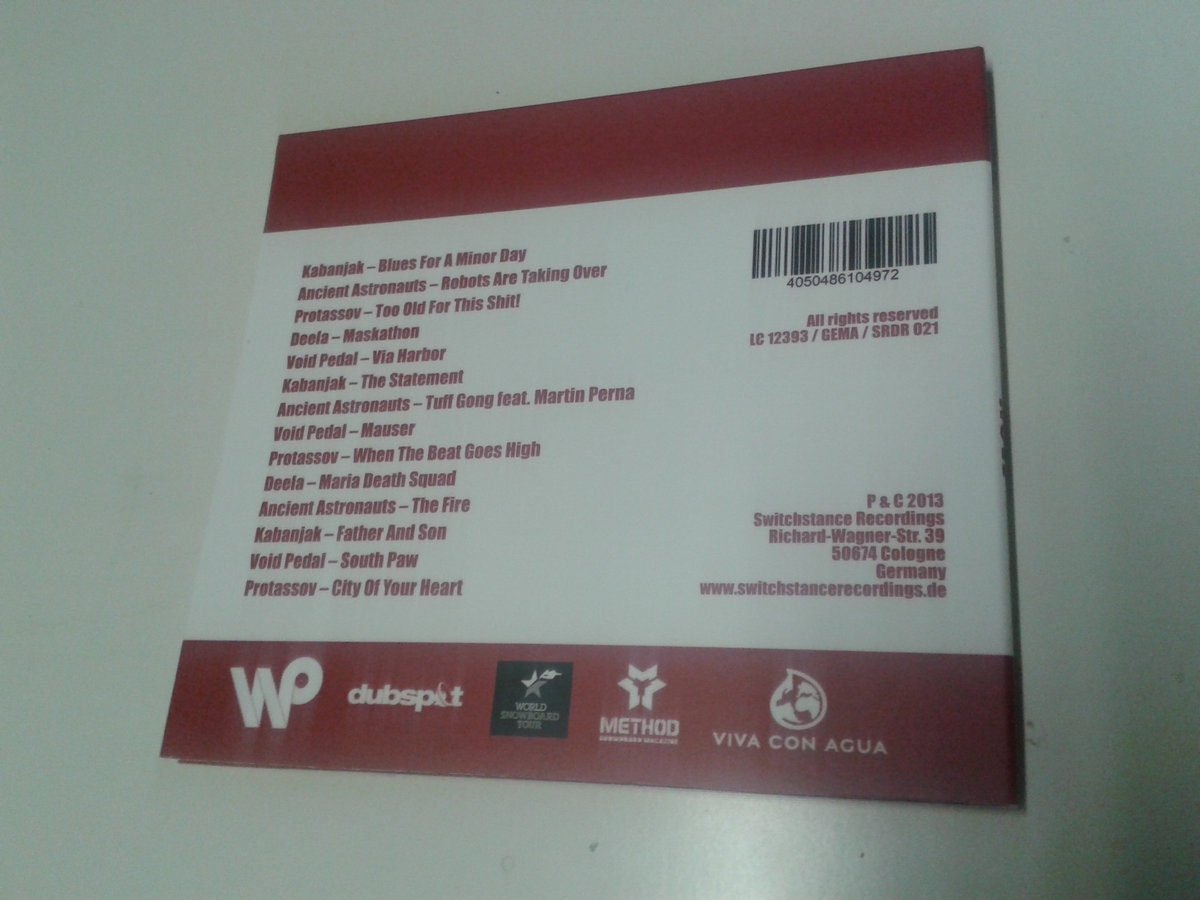 Kabanjak – Blues For A Minor Day
Ancient Astronauts – Robots Are Taking Over
Protassov – Too Old For This Shit!
Deela – Maskathon
Void Pedal – Via Harbor
Kabanjak – The Statement
Ancient Astronauts – Tuff Gong feat. Martin Perna
Void Pedal – Mauser
Protassov – When The Beat Goes High
Deela – Maria Death Squad
Ancient Astronauts – The Fire
Kabanjak – Father And Son
Void Pedal – South Paw
Protassov – City Of Your Heart
4050486104972
All rights reserved
LC 12393 / GEMA / SRDR 021
P & C 2013
Switchstance Recordings
Richard-Wagner-Str. 39
50674 Cologne
Germany
www.switchstancerecordings.de
WP
dubspot
WORLD
SNOWBOARD
TOUR
METHOD
VIVA CON AGUA